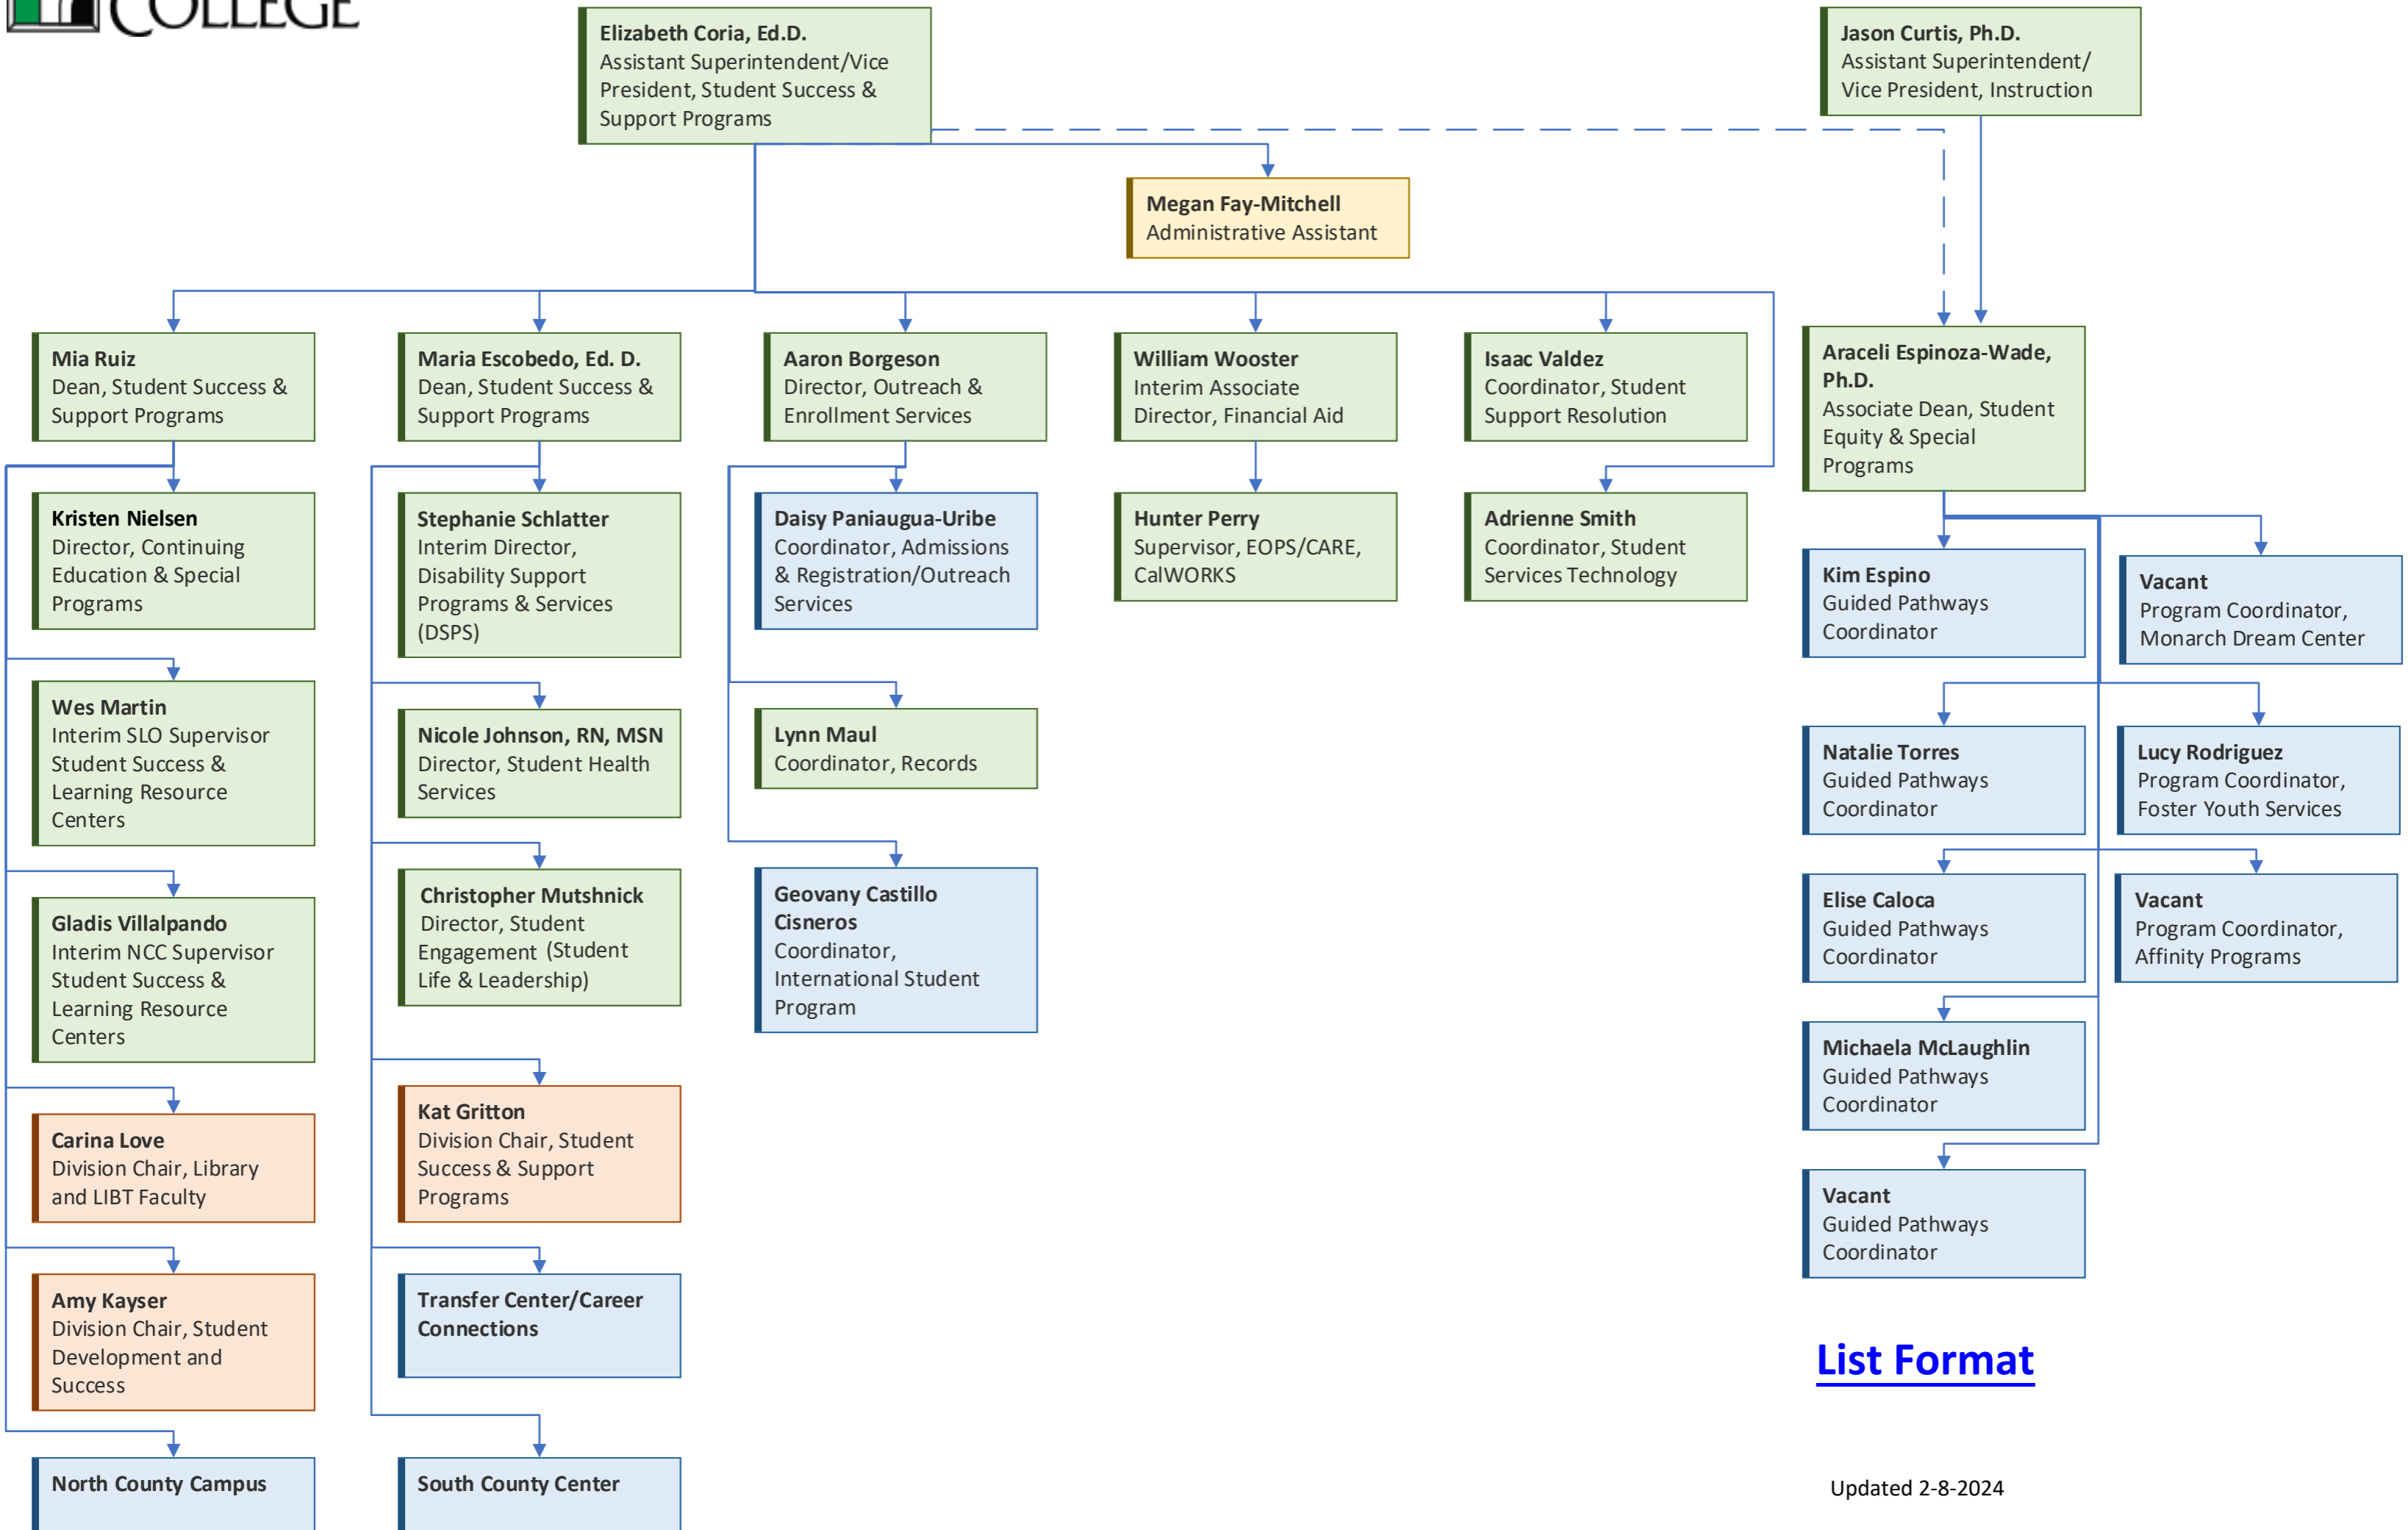 COLLEGE
Elizabeth Coria, Ed.D.
Assistant Superintendent/Vice
President, Student Success &
Support Programs
Jason Curtis, Ph.D.
Assistant Superintendent/
Vice President, Instruction
Megan Fay-Mitchell
Administrative Assistant
Mia Ruiz
Dean, Student Success &
Support Programs
Maria Escobedo, Ed. D.
Dean, Student Success &
Support Programs
Aaron Borgeson
Director, Outreach &
Enrollment Services
William Wooster
Interim Associate
Director, Financial Aid
Isaac Valdez
Coordinator, Student
Support Resolution
Araceli Espinoza-Wade,
Ph.D.
Associate Dean, Student
Equity & Special
Programs
Kristen Nielsen
Director, Continuing
Education & Special
Programs
Stephanie Schlatter
Interim Director,
Disability Support
Programs & Services
(DSPS)
Daisy Paniaugua-Uribe
Coordinator, Admissions
& Registration/Outreach
Services
Hunter Perry
Supervisor, EOPS/CARE,
CalWORKS
Adrienne Smith
Coordinator, Student
Services Technology
Kim Espino
Guided Pathways
Coordinator
Vacant
Program Coordinator,
Monarch Dream Center
Wes Martin
Interim SLO Supervisor
Student Success &
Learning Resource
Centers
Nicole Johnson, RN, MSN
Director, Student Health
Services
Lynn Maul
Coordinator, Records
Natalie Torres
Guided Pathways
Coordinator
Lucy Rodriguez
Program Coordinator,
Foster Youth Services
Gladis Villalpando
Interim NCC Supervisor
Student Success &
Learning Resource
Centers
Christopher Mutshnick
Director, Student
Engagement (Student
Life & Leadership)
Geovany Castillo
Cisneros
Coordinator,
International Student
Program
Elise Caloca
Guided Pathways
Coordinator
Vacant
Program Coordinator,
Affinity Programs
Michaela McLaughlin
Guided Pathways
Coordinator
Carina Love
Division Chair, Library
and LIBT Faculty
Kat Gritton
Division Chair, Student
Success & Support
Programs
Vacant
Guided Pathways
Coordinator
Amy Kayser
Division Chair, Student
Development and
Success
Transfer Center/Career
Connections
List Format
North County Campus
South County Center
Updated 2-8-2024